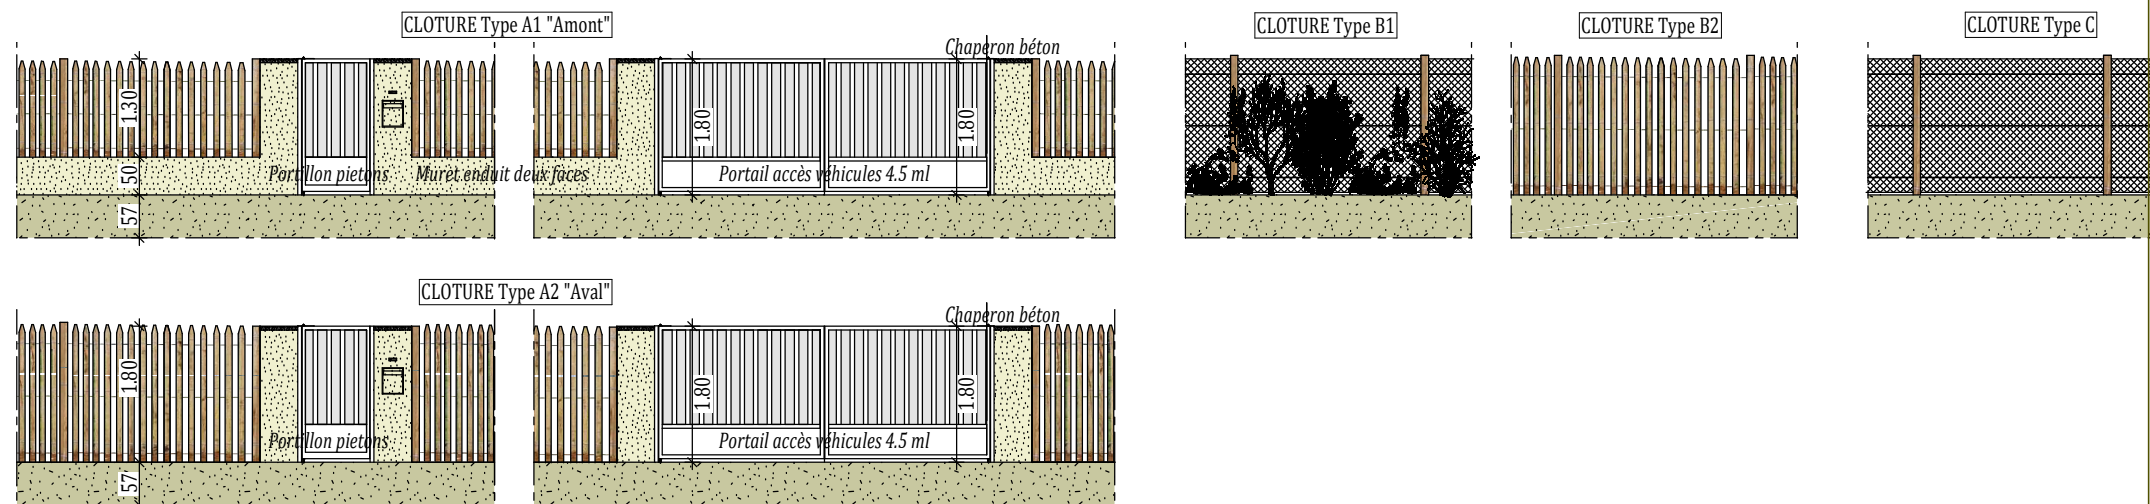 CLOTURE Type A1 "Amont"
CLOTURE Type B1
CLOTURE Type B2
CLOTURE Type C
Chaperon béton
1.30
1.80
1.80
50
Portillon pietons
Muret enduit deux faces
Portail accès véhicules 4.5 ml
57
CLOTURE Type A2 "Aval"
Chaperon béton
1.80
1.80
1.80
Portillon pietons
Portail accès véhicules 4.5 ml
57